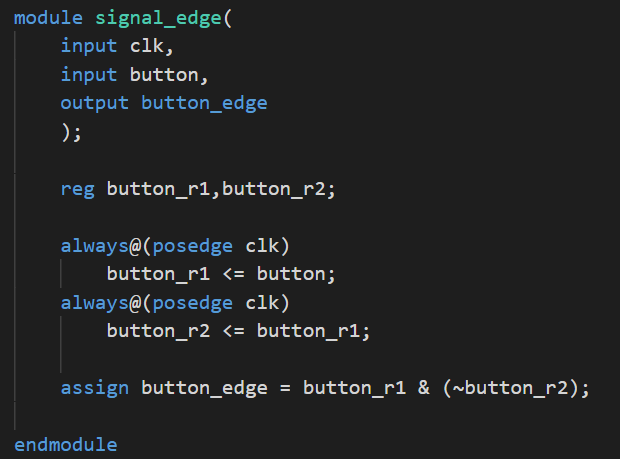 module signal_edge(
    input clk,
    input button,
    output button_edge
    );
    reg button_r1,button_r2;
    always@(posedge clk)
        button_r1 <= button;
    always@(posedge clk)
        button_r2 <= button_r1;
    assign button_edge = button_r1 & (~button_r2);
endmodule